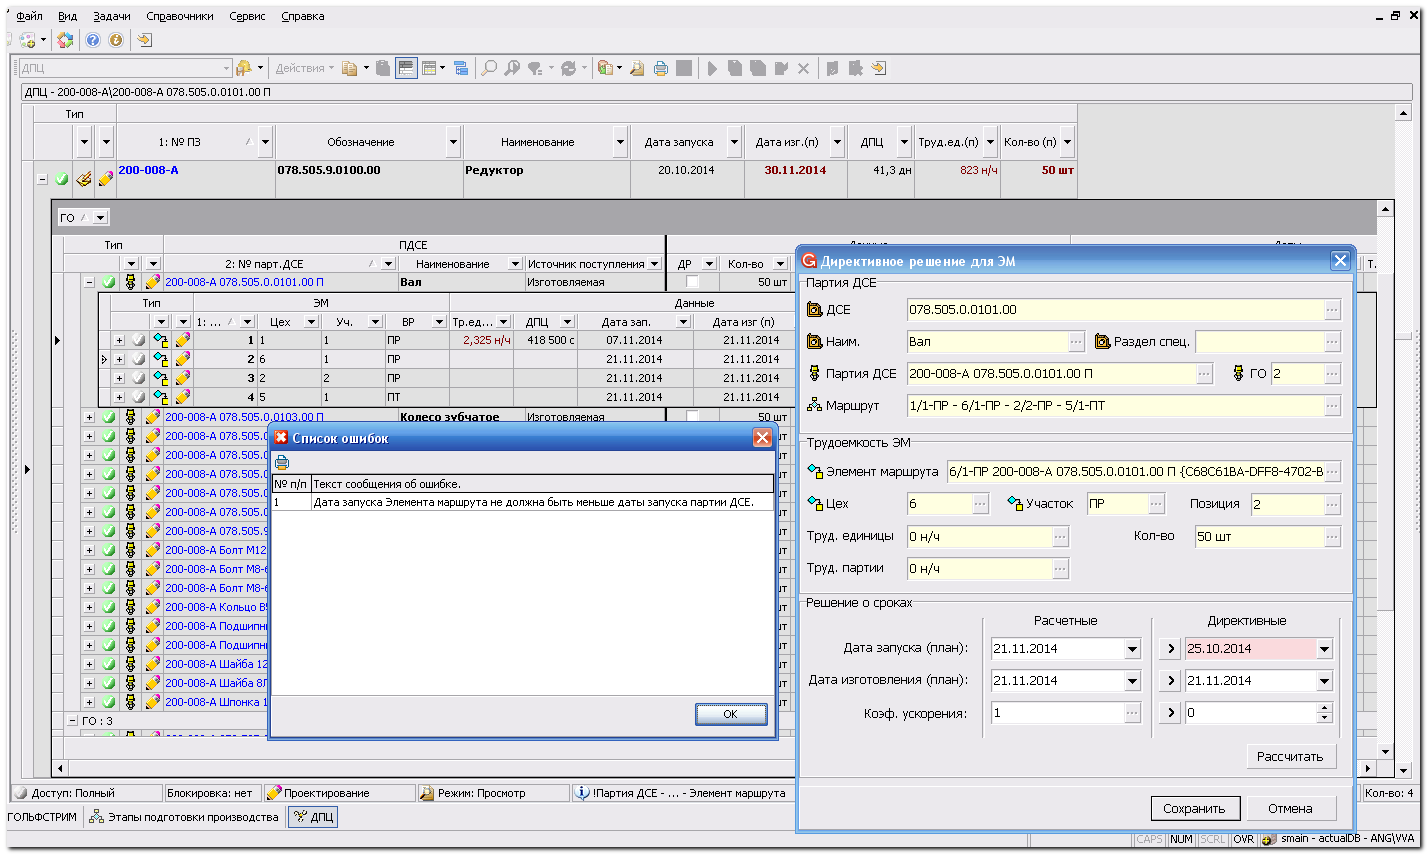 Файл Вид Задачи Справочники Сервис Справка
ДПЦ Действия
ДПЦ - 200-008-А\200-008-А 078.505.0.0101.00 П
Тип
1: № ПЗ Обозначение Наименование Дата запуска Дата изг.(п) ДПЦ Труд.ед.(п) Кол-во (п)
200-008-А 078.505.9.0100.00 Редуктор 20.10.2014 30.11.2014 41,3 дн 823 н/ч 50 шт
ГО
Тип ПДСЕ
2: № парт.ДСЕ Наименование Источник поступления ДР Кол-во Т.
200-008-А 078.505.0.0101.00 П Вал Изготовляемая 50 шт
Тип ЭМ Данные
1: ... Цех Уч. ВР Тр.ед... ДПЦ Дата зап. Дата изг (п)
1 1 1 ПР 2,325 н/ч 418 500 с 07.11.2014 21.11.2014
2 6 1 ПР 21.11.2014 21.11.2014
3 2 2 ПР 21.11.2014 21.11.2014
4 5 1 ПТ 21.11.2014 21.11.2014
200-008-А 078.505.0.0103.00 П Колесо зубчатое Изготовляемая 50 шт
200-008-А 078.505.0
200-008-А 078.505.0
200-008-А 078.505.0
200-008-А 078.505.0
200-008-А 078.505.0
200-008-А 078.505.9
200-008-А Болт М12
200-008-А Болт М8-6
200-008-А Болт М8-6
200-008-А Кольцо В5
200-008-А Подшипн
200-008-А Подшипн
200-008-А Шайба 12
200-008-А Шайба 8Л
200-008-А Шпонка 1
ГО : 3
Список ошибок
№ п/п Текст сообщения об ошибке.
1 Дата запуска Элемента маршрута не должна быть меньше даты запуска партии ДСЕ.
OK
Директивное решение для ЭМ
Партия ДСЕ
ДСЕ 078.505.0.0101.00
Наим. Вал Раздел спец.
Партия ДСЕ 200-008-А 078.505.0.0101.00 П ГО 2
Маршрут 1/1-ПР - 6/1-ПР - 2/2-ПР - 5/1-ПТ
Трудоемкость ЭМ
Элемент маршрута 6/1-ПР 200-008-А 078.505.0.0101.00 П {C68C61BA-DFF8-4702-B
Цех 6 Участок ПР Позиция 2
Труд. единицы 0 н/ч Кол-во 50 шт
Труд. партии 0 н/ч
Решение о сроках
Расчетные Директивные
Дата запуска (план): 21.11.2014 > 25.10.2014
Дата изготовления (план): 21.11.2014 > 21.11.2014
Коэф. ускорения: 1 > 0
Рассчитать
Сохранить Отмена
Доступ: Полный Блокировка: нет Проектирование Режим: Просмотр !Партия ДСЕ - ... - Элемент маршрута Кол-во: 4
ГОЛЬФСТРИМ Этапы подготовки производства ДПЦ
CAPS NUM SCRL OVR smain - actualDB - ANG\VVA